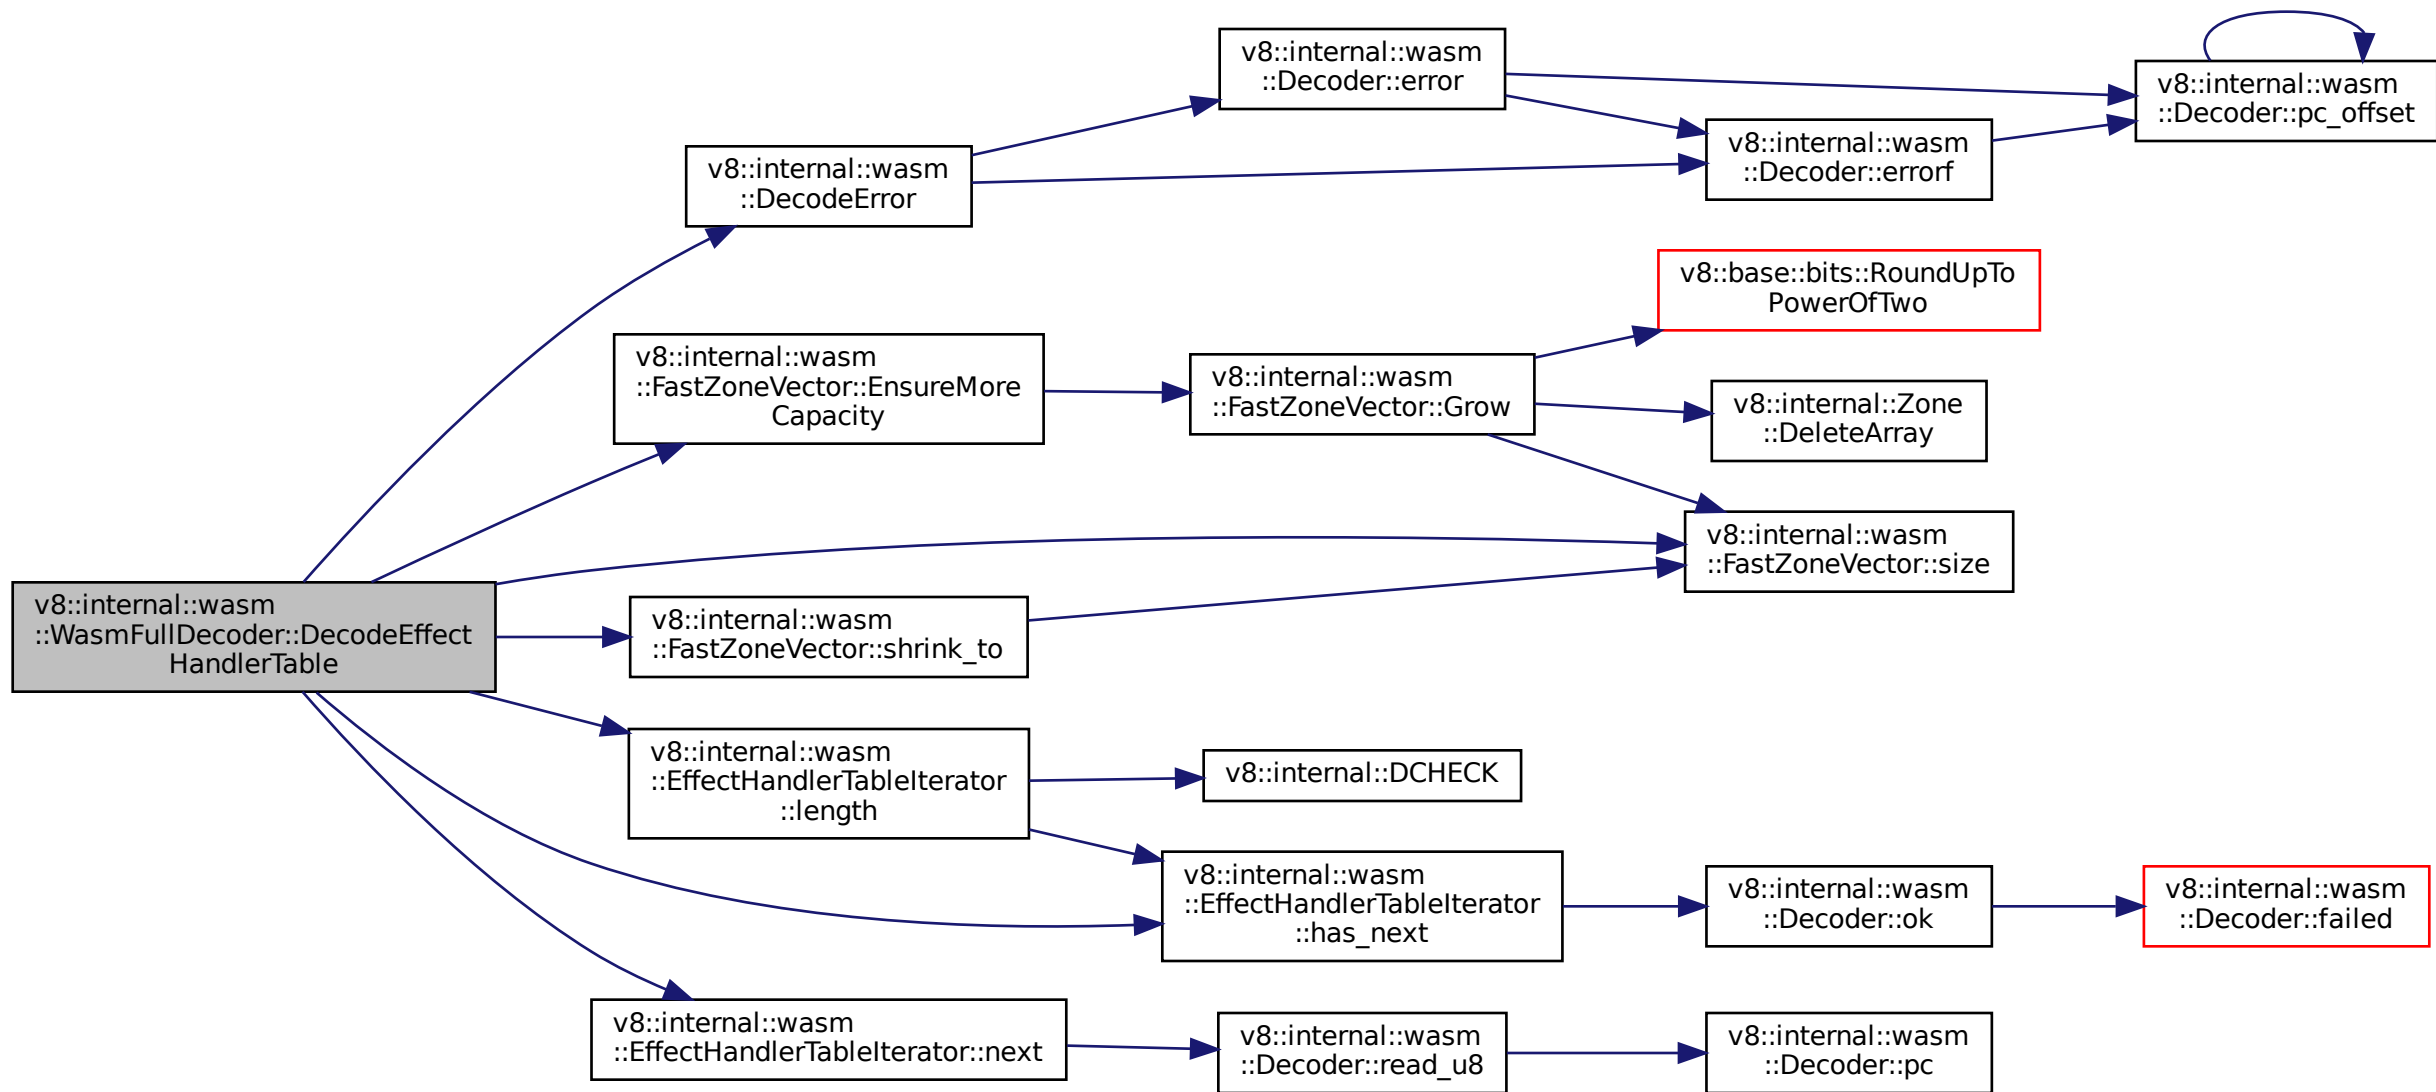 v8::internal::wasm
::Decoder::error
v8::internal::wasm
::Decoder::pc_offset
v8::internal::wasm
::Decoder::errorf
v8::internal::wasm
::DecodeError
v8::base::bits::RoundUpTo
PowerOfTwo
v8::internal::wasm
::FastZoneVector::EnsureMore
Capacity
v8::internal::wasm
::FastZoneVector::Grow
v8::internal::Zone
::DeleteArray
v8::internal::wasm
::FastZoneVector::size
v8::internal::wasm
::WasmFullDecoder::DecodeEffect
HandlerTable
v8::internal::wasm
::FastZoneVector::shrink_to
v8::internal::wasm
::EffectHandlerTableIterator
::length
v8::internal::DCHECK
v8::internal::wasm
::EffectHandlerTableIterator
::has_next
v8::internal::wasm
::Decoder::ok
v8::internal::wasm
::Decoder::failed
v8::internal::wasm
::EffectHandlerTableIterator::next
v8::internal::wasm
::Decoder::read_u8
v8::internal::wasm
::Decoder::pc